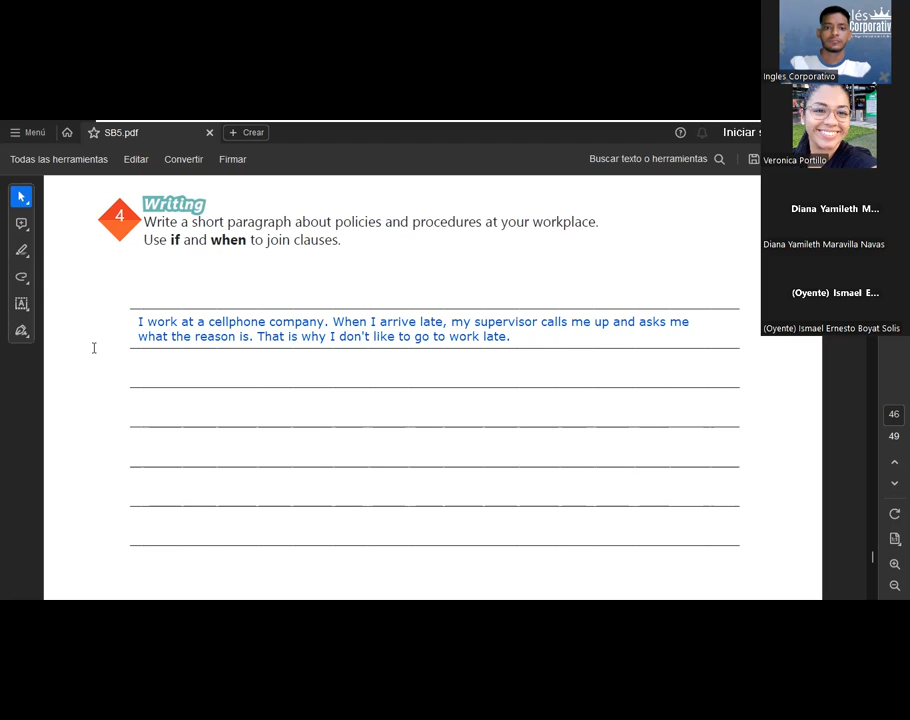 lés
Corporativo
Ingles Corporativo
Menú
SB5.pdf
Crear
Iniciar s
Todas las herramientas
Editar
Convertir
Firmar
Buscar texto o herramientas
Veronica Portillo
4
Writing
Write a short paragraph about policies and procedures at your workplace.
Use if and when to join clauses.
Diana Yamileth M...
Diana Yamileth Maravilla Navas
(Oyente) Ismael E...
(Oyente) Ismael Ernesto Boyat Solis
I work at a cellphone company. When I arrive late, my supervisor calls me up and asks me
what the reason is. That is why I don't like to go to work late.
46
49